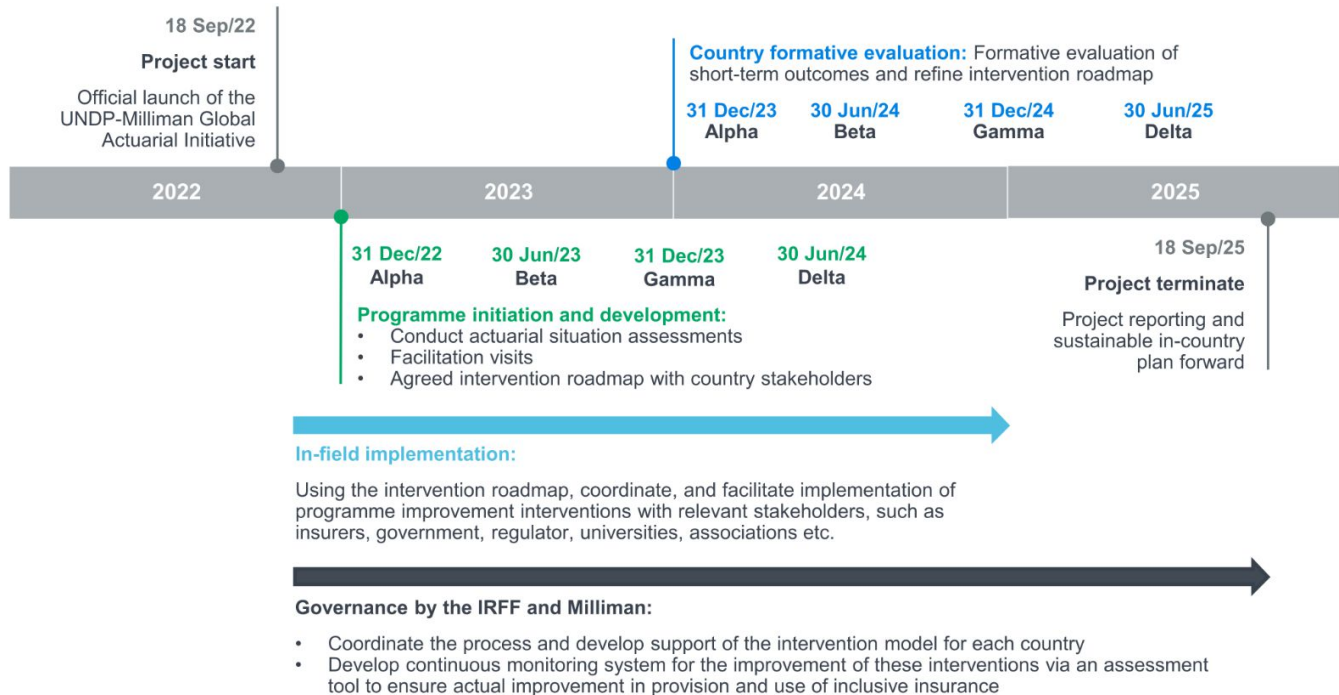 18 Sep/22
Project start
Official launch of the
UNDP-Milliman Global
Actuarial Initiative
Country formative evaluation: Formative evaluation of
short-term outcomes and refine intervention roadmap
31 Dec/23 30 Jun/24 31 Dec/24 30 Jun/25
Alpha Beta Gamma Delta
2022 2023 2024 2025
31 Dec/22 30 Jun/23 31 Dec/23 30 Jun/24
Alpha Beta Gamma Delta
Programme initiation and development:
• Conduct actuarial situation assessments
• Facilitation visits
• Agreed intervention roadmap with country stakeholders
18 Sep/25
Project terminate
Project reporting and
sustainable in-country
plan forward
In-field implementation:
Using the intervention roadmap, coordinate, and facilitate implementation of
programme improvement interventions with relevant stakeholders, such as
insurers, government, regulator, universities, associations etc.
Governance by the IRFF and Milliman:
• Coordinate the process and develop support of the intervention model for each country
• Develop continuous monitoring system for the improvement of these interventions via an assessment
tool to ensure actual improvement in provision and use of inclusive insurance